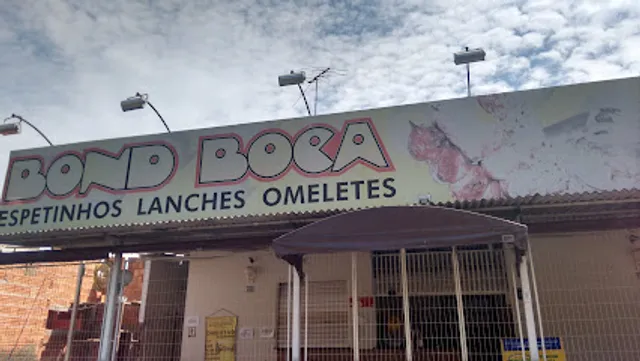 BOND BOCA
ESPETINHOS LANCHES OMELETES